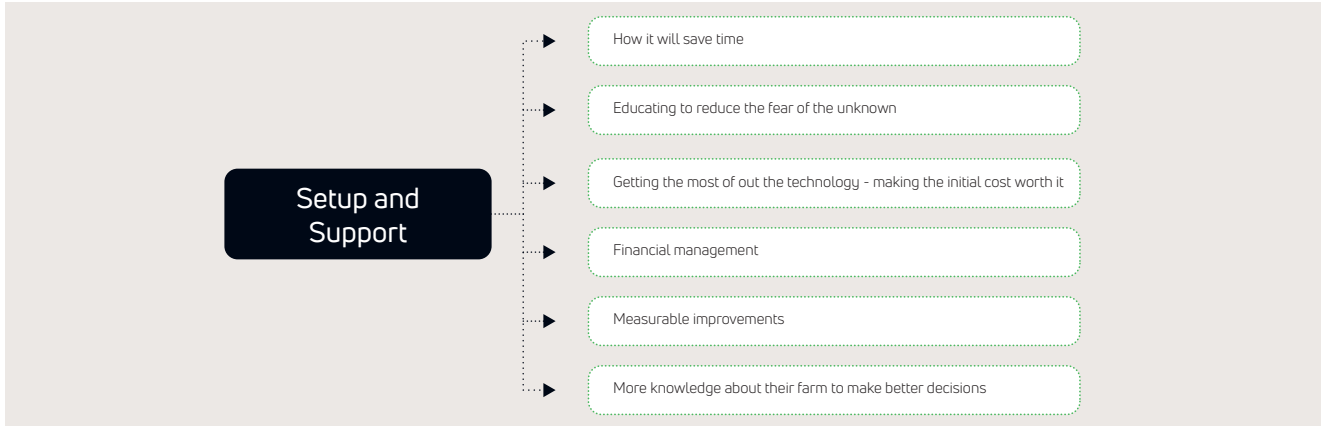 How it will save time
Educating to reduce the fear of the unknown
Getting the most of out the technology - making the initial cost worth it
Setup and
Support
Financial management
Measurable improvements
More knowledge about their farm to make better decisions